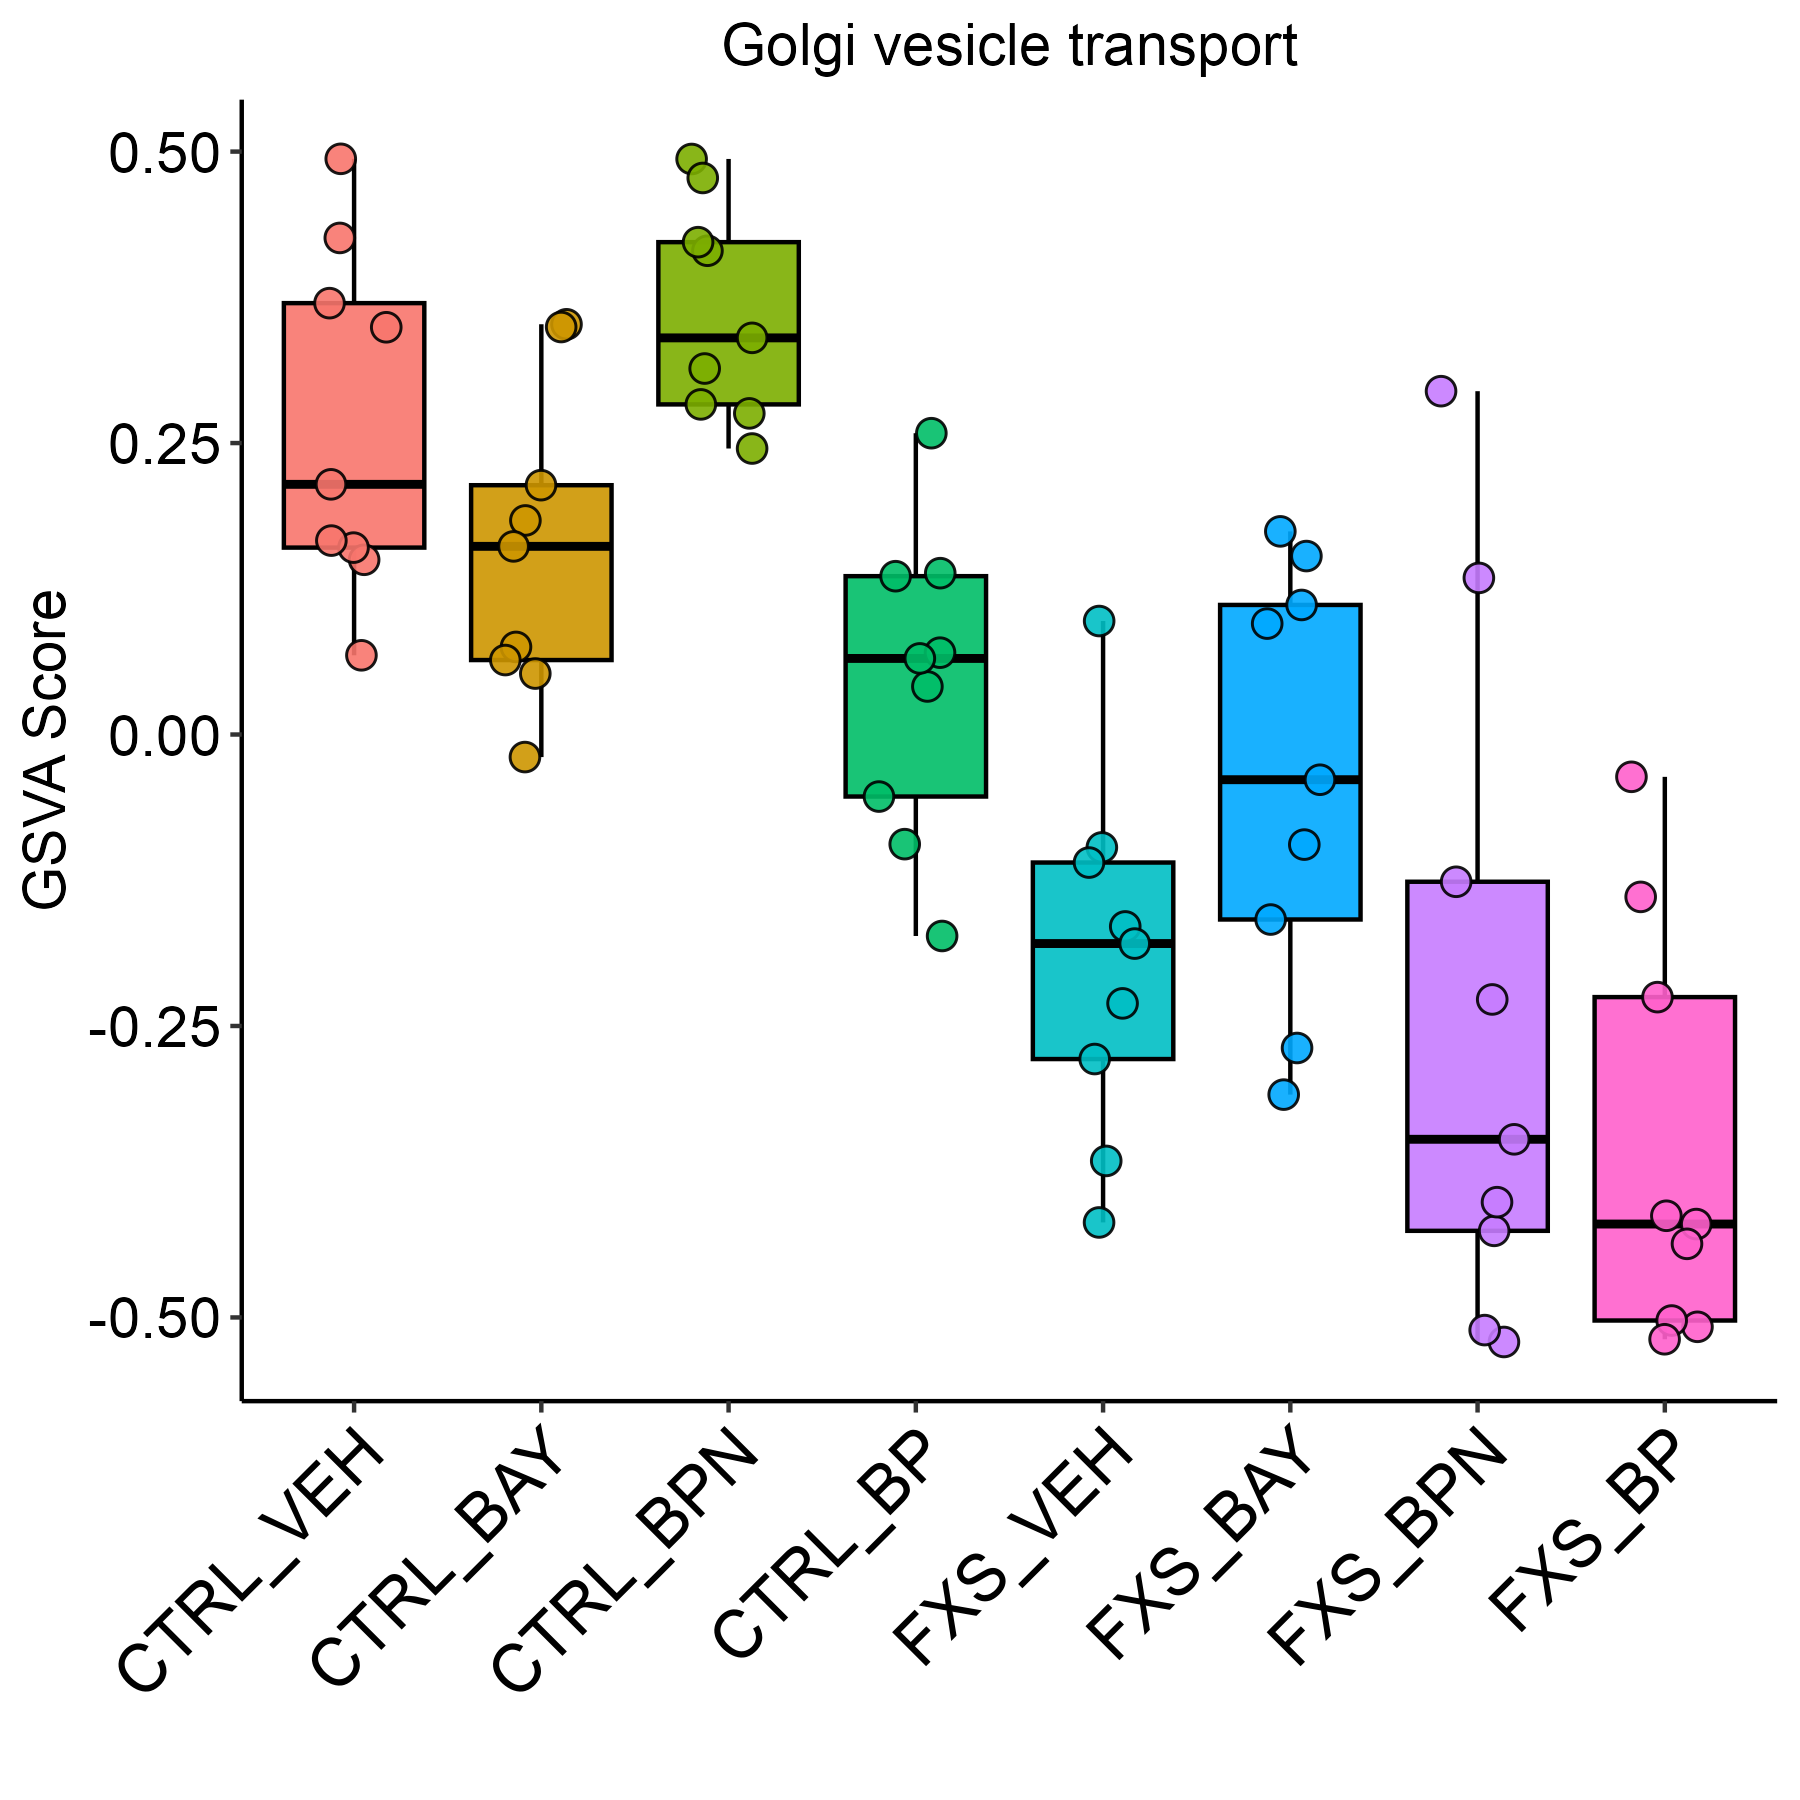 Golgi vesicle transport
GSVA Score
0.50
0.25
0.00
-0.25
-0.50
CTRL_VEH
CTRL_BAY
CTRL_BPN
CTRL_BP
FXS_VEH
FXS_BAY
FXS_BPN
FXS_BP